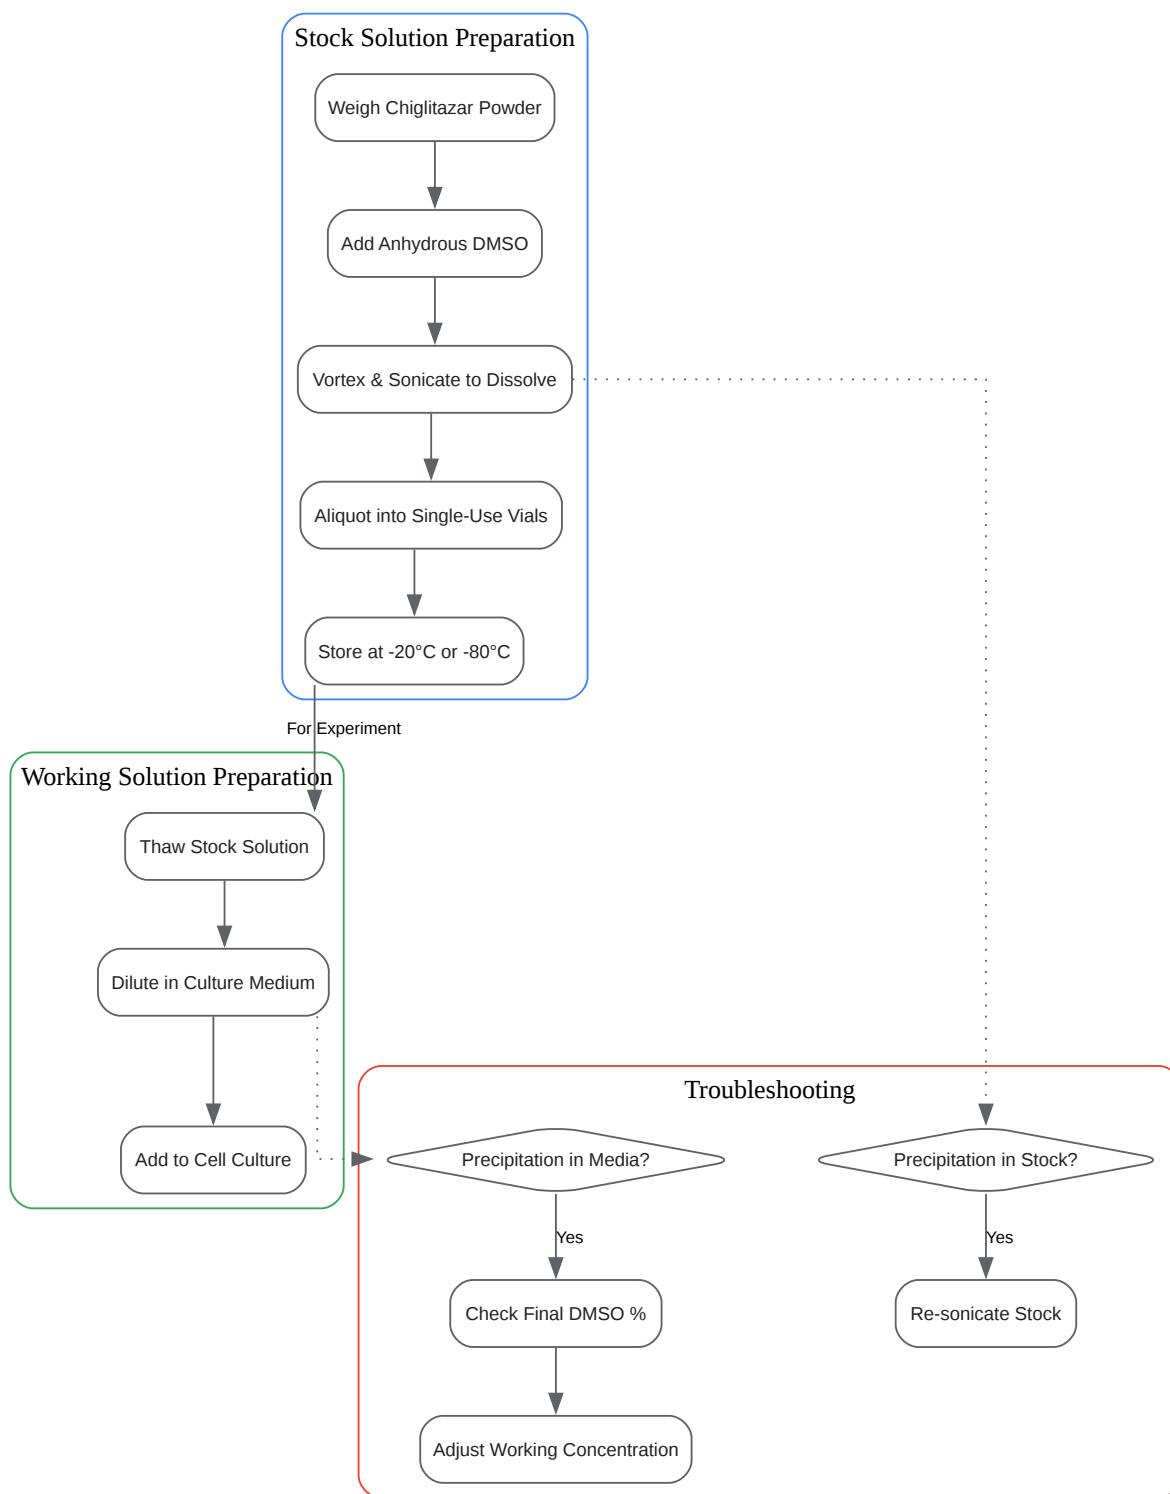 Stock Solution Preparation
Weigh Chiglitazar Powder
Add Anhydrous DMSO
Vortex & Sonicate to Dissolve
Aliquot into Single-Use Vials
Store at -20°C or -80°C
For Experiment
Working Solution Preparation
Thaw Stock Solution
Dilute in Culture Medium
Add to Cell Culture
Troubleshooting
Precipitation in Media?
Precipitation in Stock?
Yes
Yes
Check Final DMSO %
Re-sonicate Stock
Adjust Working Concentration